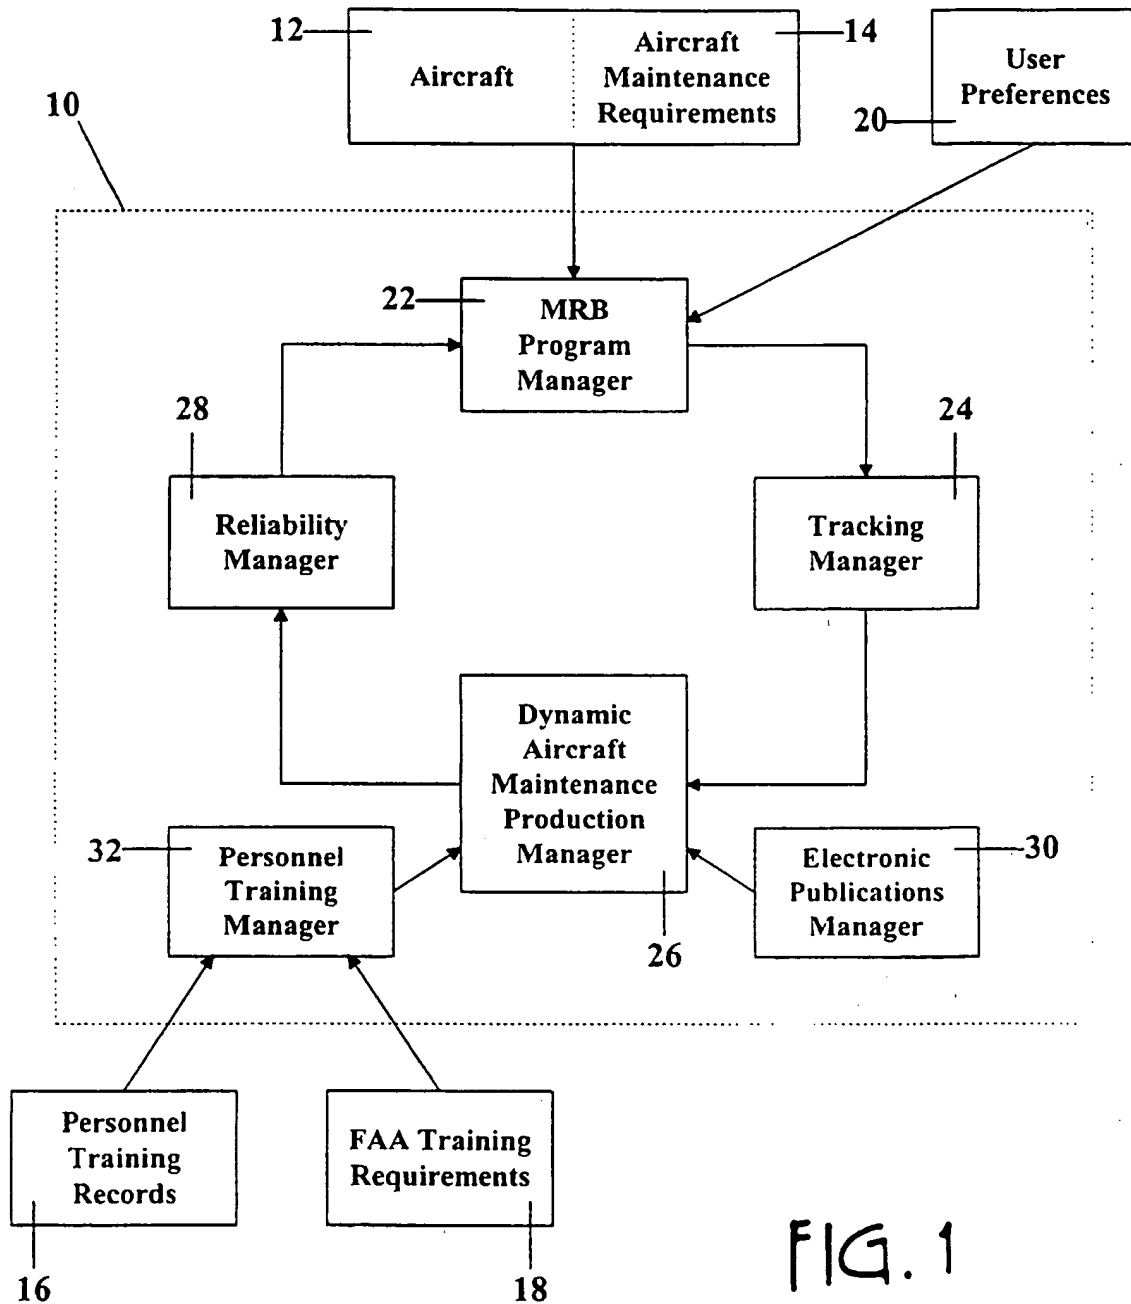 12
Aircraft
Aircraft
Maintenance
Requirements
14
User
Preferences
20
10
22
MRB
Program
Manager
28
Reliability
Manager
24
Tracking
Manager
Dynamic
Aircraft
Maintenance
Production
Manager
26
32
Personnel
Training
Manager
Electronic
Publications
Manager
30
Personnel
Training
Records
16
FAA Training
Requirements
18
FIG. 1